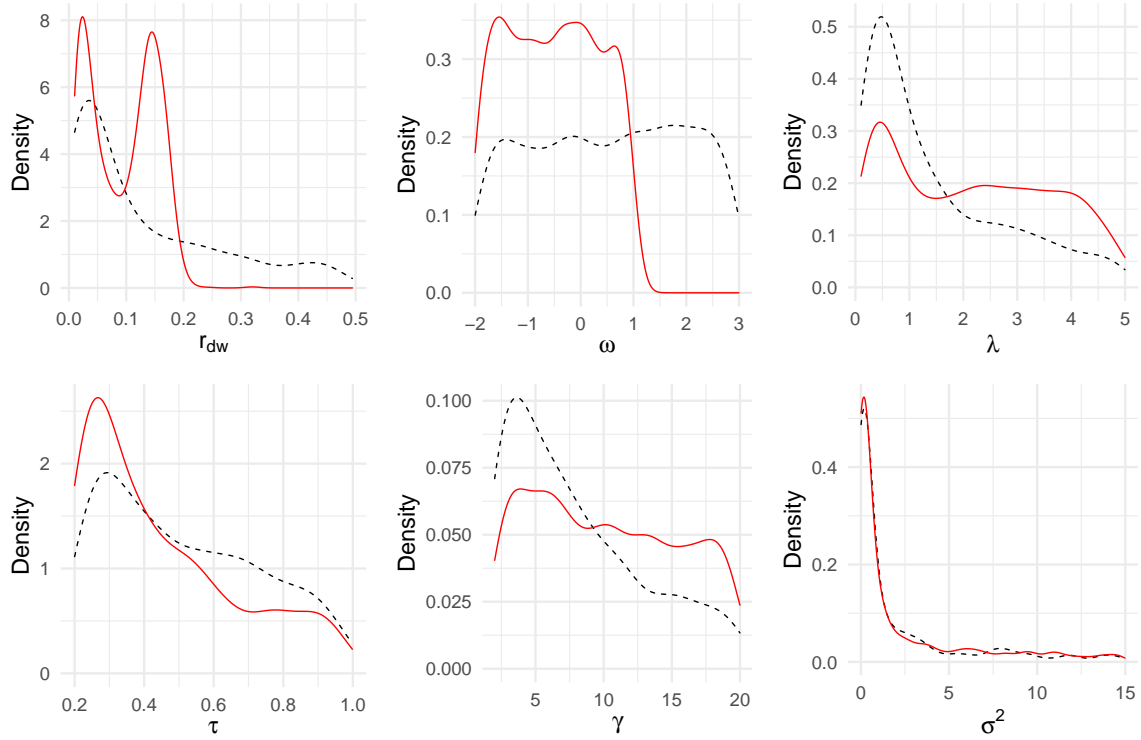 Density
8
6
4
2
0
0.0 0.1 0.2 0.3 0.4 0.5
r_dw
Density
0.3
0.2
0.1
0.0
−2 −1 0 1 2 3
ω
Density
0.5
0.4
0.3
0.2
0.1
0.0
0 1 2 3 4 5
λ
Density
2
1
0
0.2 0.4 0.6 0.8 1.0
τ
Density
0.100
0.075
0.050
0.025
0.000
5 10 15 20
γ
Density
0.4
0.2
0.0
0 5 10 15
σ²